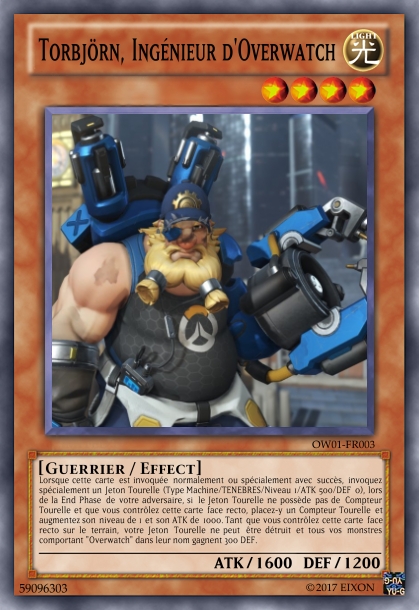 Torbjörn, Ingénieur d'Overwatch
LIGHT
光
OW01-FR003
[Guerrier / Effect]
Lorsque cette carte est invoquée normalement ou spécialement avec succès, invoquez
spécialement un Jeton Tourelle (Type Machine/TENEBRES/Niveau 1/ATK 500/DEF 0), lors
de la End Phase de votre adversaire, si le Jeton Tourelle ne possède pas de Compteur
Tourelle et que vous contrôlez cette carte face recto, placez-y un Compteur Tourelle et
augmentez son niveau de 1 et son ATK de 1000. Tant que vous contrôlez cette carte face
recto sur le terrain, votre Jeton Tourelle ne peut être détruit et tous vos monstres
comportant "Overwatch" dans leur nom gagnent 300 DEF.
ATK / 1600 DEF / 1200
59096303
©2017 EIXON